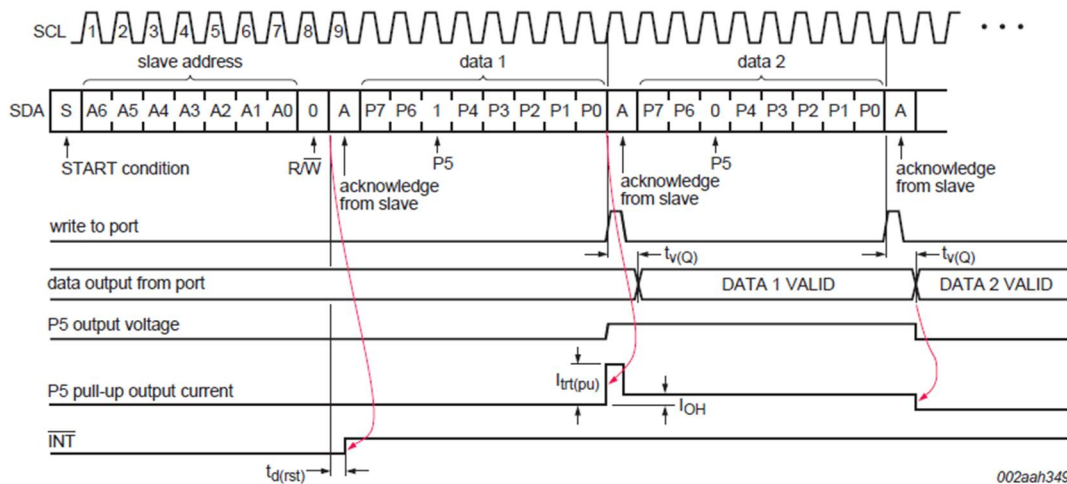 SCL 1 2 3 4 5 6 7 8 9
slave address data 1 data 2
SDA S A6 A5 A4 A3 A2 A1 A0 0 A P7 P6 1 P4 P3 P2 P1 P0 A P7 P6 0 P4 P3 P2 P1 P0 A
START condition R/W̅ P5 P5
acknowledge from slave
acknowledge from slave
acknowledge from slave
write to port
tv(Q) tv(Q)
data output from port DATA 1 VALID DATA 2 VALID
P5 output voltage
Itrt(pu)
P5 pull-up output current
IOH
I̅N̅T̅
td(rst)
002aah349